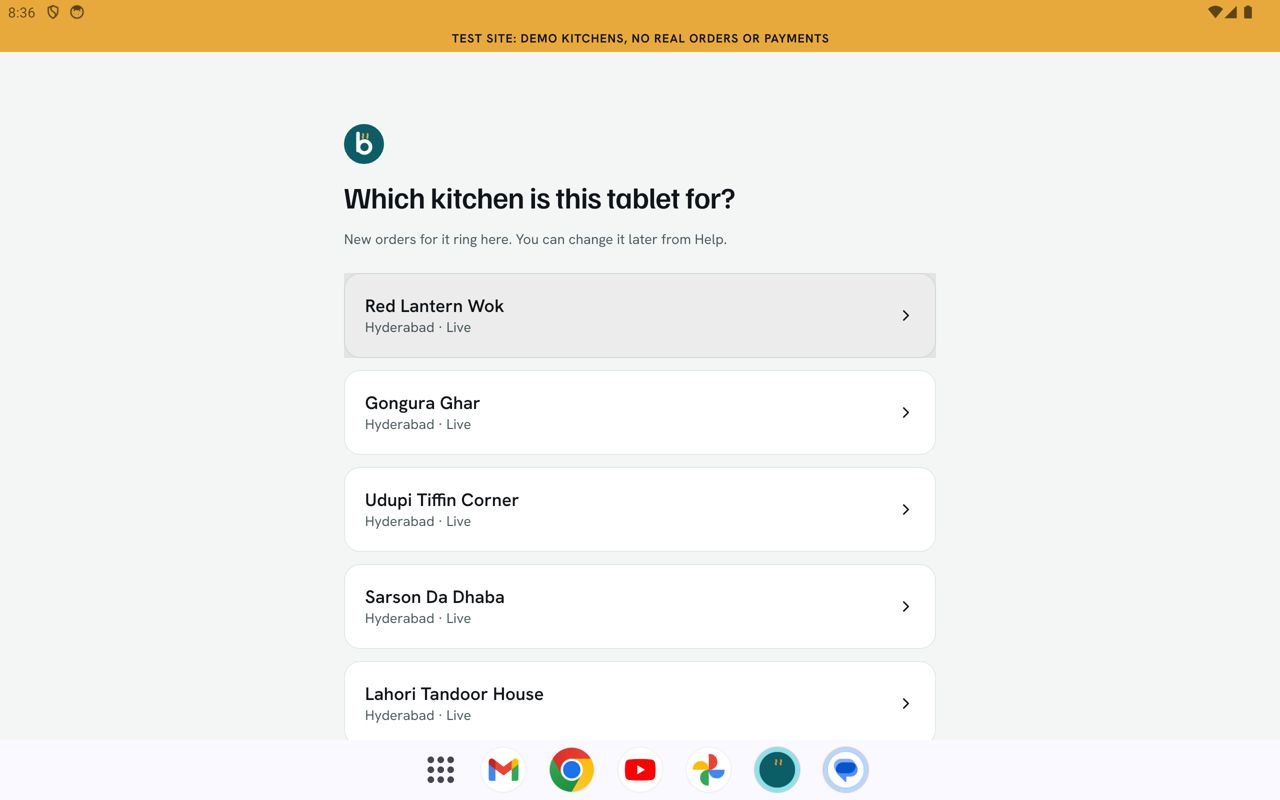 8:36
TEST SITE: DEMO KITCHENS, NO REAL ORDERS OR PAYMENTS
b
Which kitchen is this tablet for?
New orders for it ring here. You can change it later from Help.
Red Lantern Wok
Hyderabad · Live
Gongura Ghar
Hyderabad · Live
Udupi Tiffin Corner
Hyderabad · Live
Sarson Da Dhaba
Hyderabad · Live
Lahori Tandoor House
Hyderabad · Live